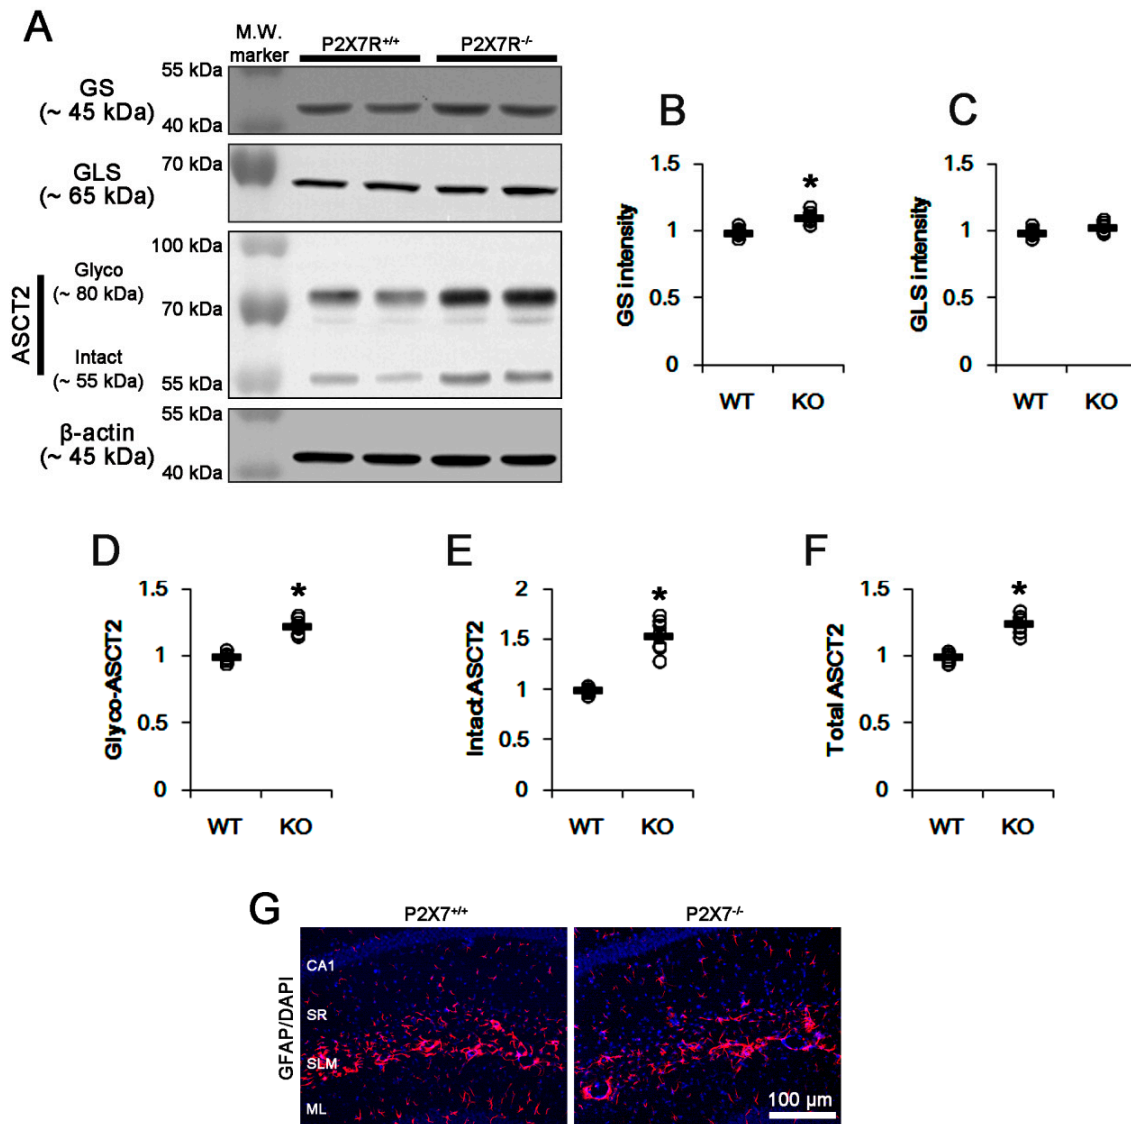 A
M.W.
marker
P2X7R+/+
P2X7R-/-
GS
(~ 45 kDa)
55 kDa
40 kDa
GLS
(~ 65 kDa)
70 kDa
ASCT2
100 kDa
Glyco
(~ 80 kDa)
70 kDa
Intact
(~ 55 kDa)
55 kDa
β-actin
(~ 45 kDa)
55 kDa
40 kDa
B
GS intensity
1.5
1
0.5
0
*
WT KO
C
GLS intensity
1.5
1
0.5
0
WT KO
D
Glyco-ASCT2
1.5
1
0.5
0
*
WT KO
E
Intact ASCT2
2
1.5
1
0.5
0
*
WT KO
F
Total ASCT2
1.5
1
0.5
0
*
WT KO
G
P2X7+/+
P2X7-/-
GFAP/DAPI
CA1
SR
SLM
ML
100 µm